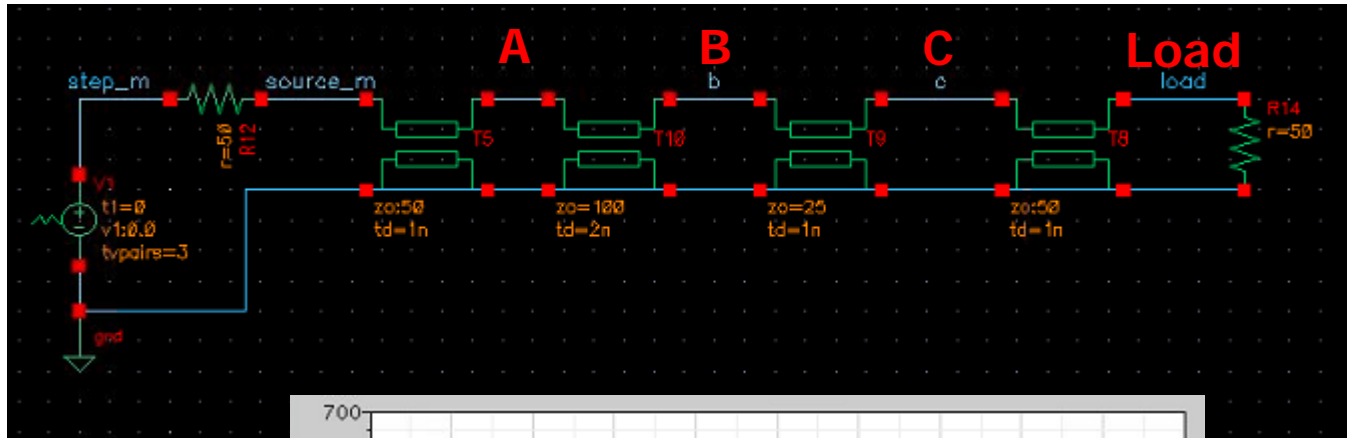 A B C Load
step_m source_m b c load
r=50
R12
T5 T10 T9 T8
R14
r=50
V1
t1=0
v1:0.0
tvpairs=3
zo:50
td=1n
zo=100
td=2n
zo=25
td=1n
zo:50
td=1n
gnd
700